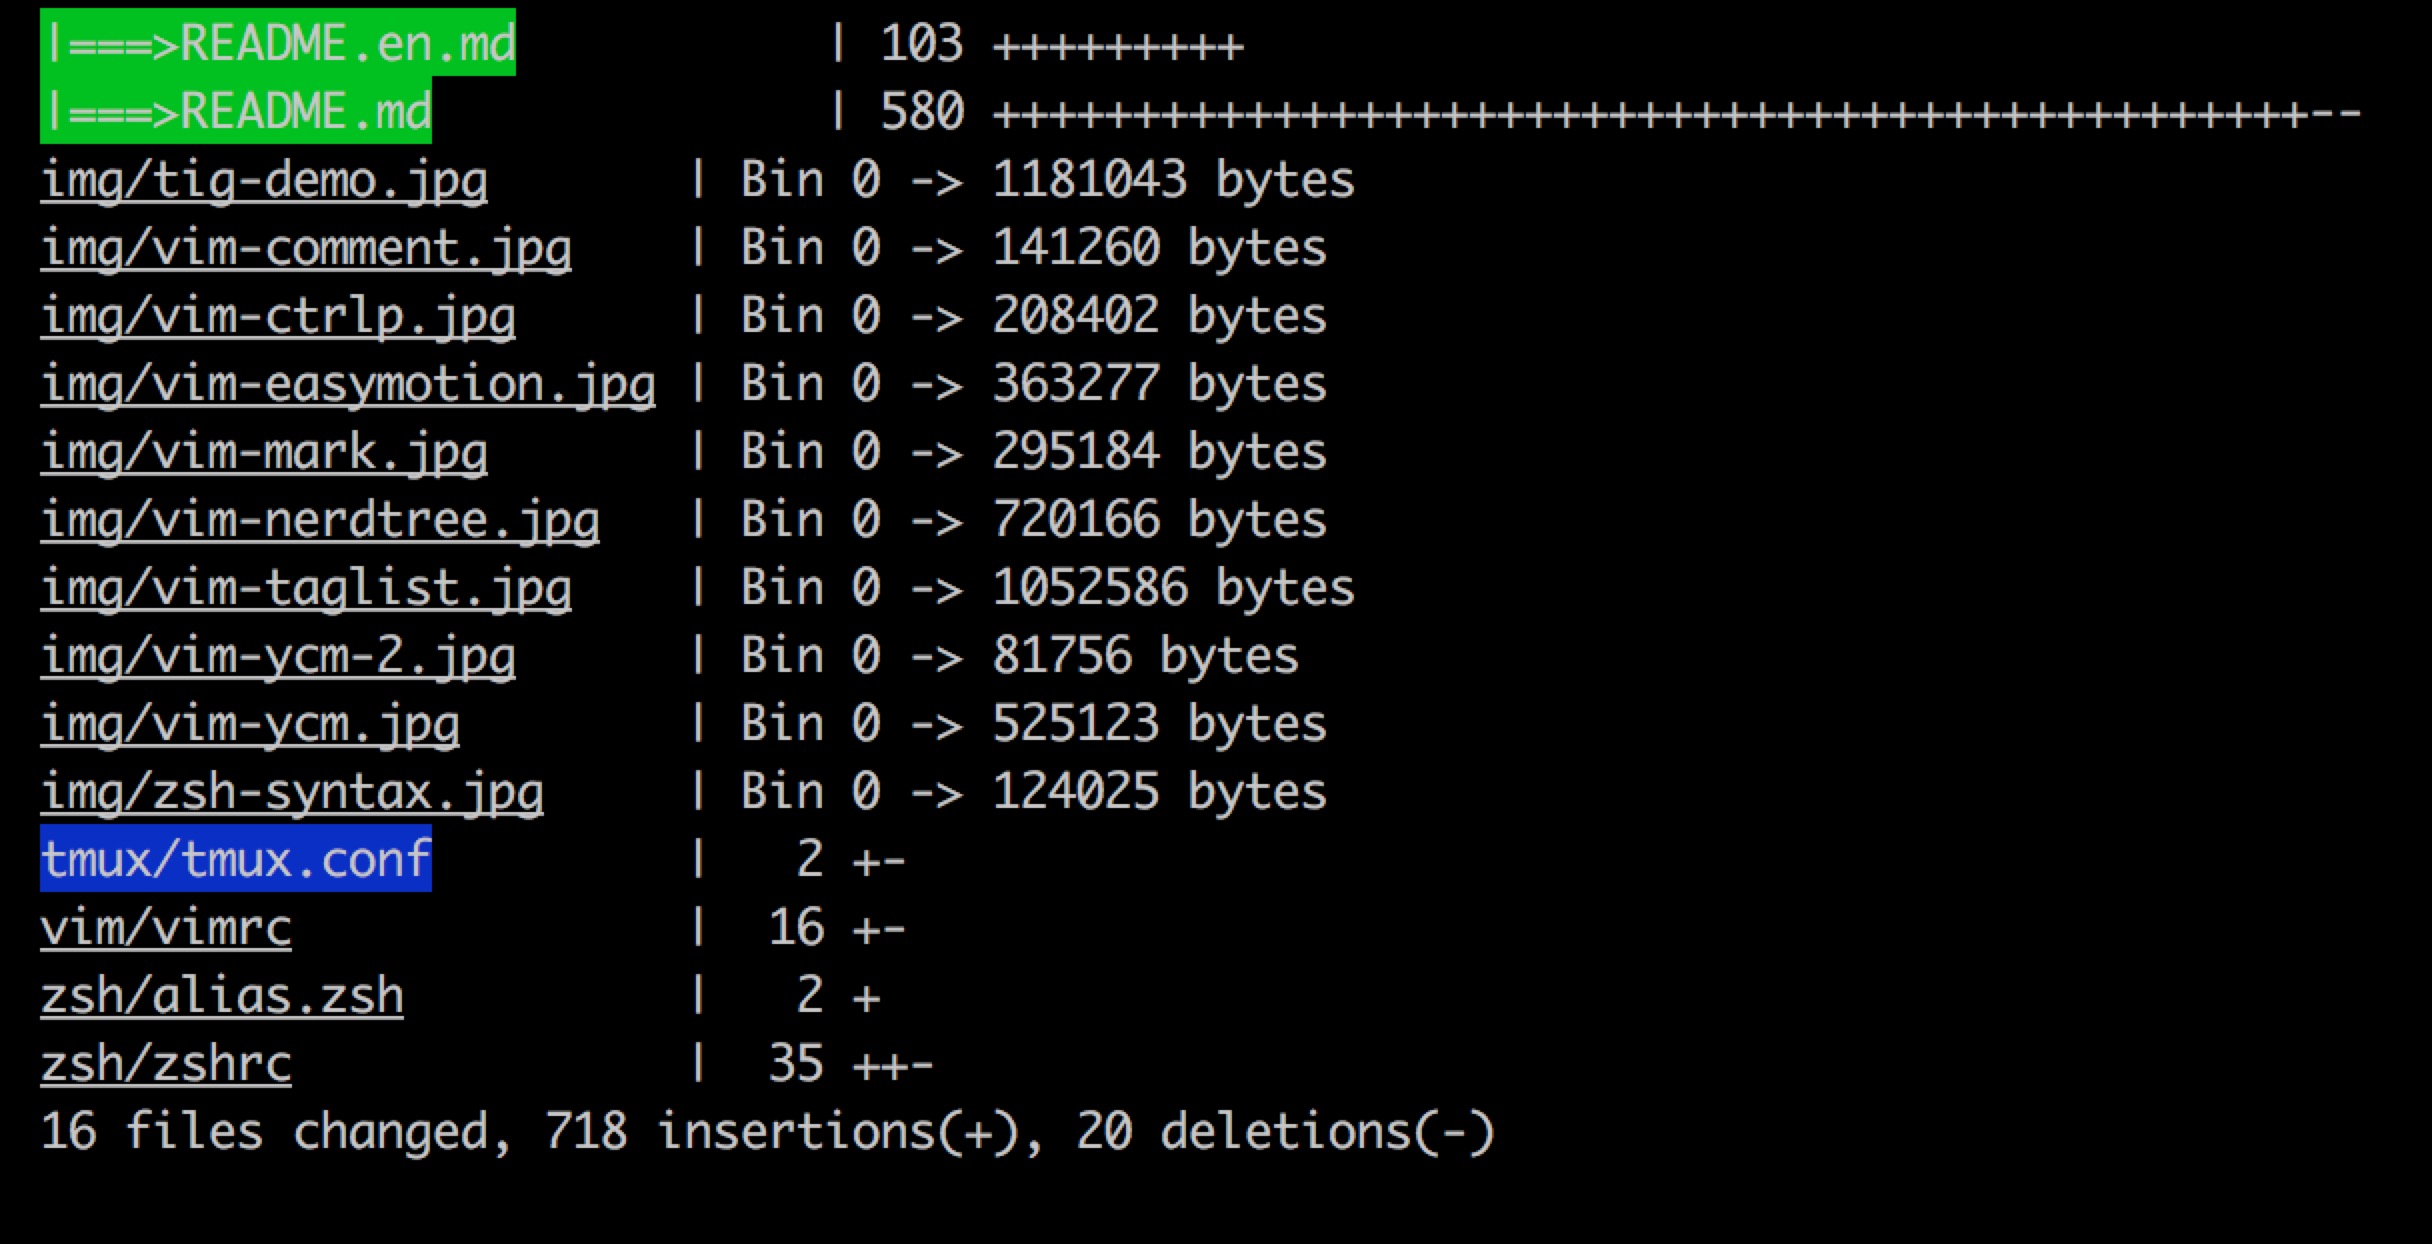 |===>README.en.md           | 103 +++++++++
|===>README.md              | 580 +++++++++++++++++++++++++++++++++++++++++++++++--
img/tig-demo.jpg       | Bin 0 -> 1181043 bytes
img/vim-comment.jpg    | Bin 0 -> 141260 bytes
img/vim-ctrlp.jpg      | Bin 0 -> 208402 bytes
img/vim-easymotion.jpg | Bin 0 -> 363277 bytes
img/vim-mark.jpg       | Bin 0 -> 295184 bytes
img/vim-nerdtree.jpg   | Bin 0 -> 720166 bytes
img/vim-taglist.jpg    | Bin 0 -> 1052586 bytes
img/vim-ycm-2.jpg      | Bin 0 -> 81756 bytes
img/vim-ycm.jpg        | Bin 0 -> 525123 bytes
img/zsh-syntax.jpg     | Bin 0 -> 124025 bytes
tmux/tmux.conf         |   2 +-
vim/vimrc              |  16 +-
zsh/alias.zsh          |   2 +
zsh/zshrc              |  35 ++-
16 files changed, 718 insertions(+), 20 deletions(-)